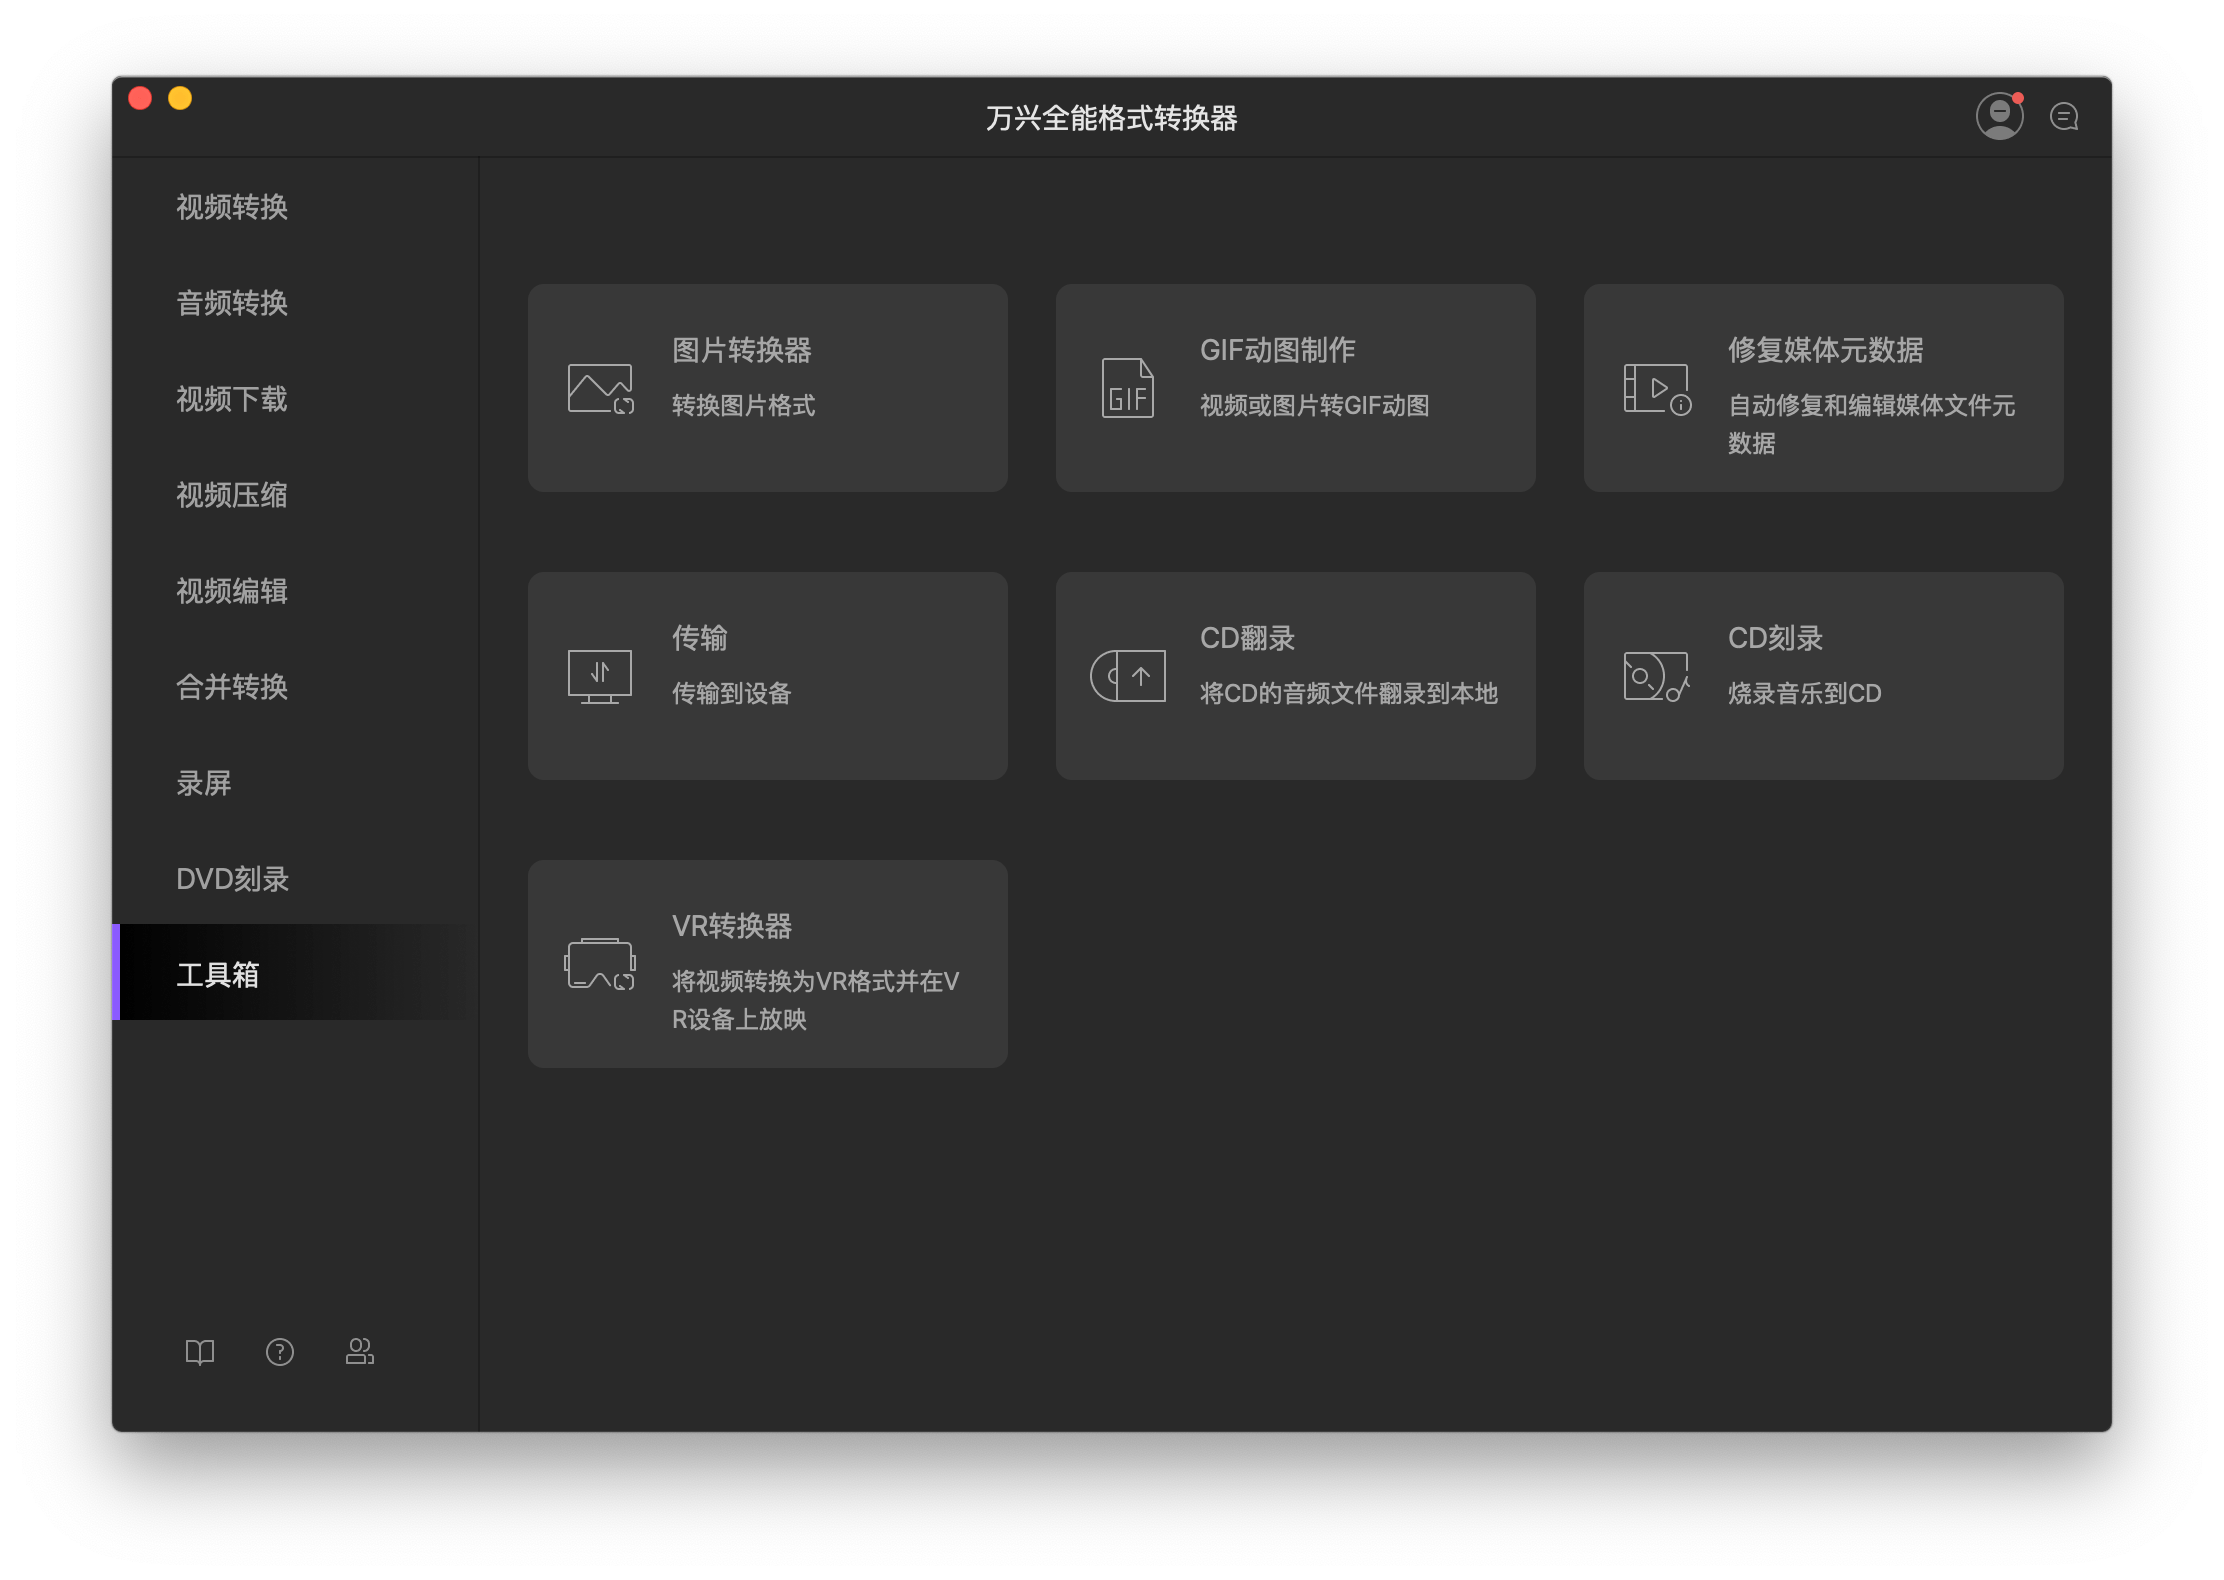 万兴全能格式转换器
视频转换
音频转换
视频下载
视频压缩
视频编辑
合并转换
录屏
DVD刻录
工具箱
图片转换器
转换图片格式
GIF
GIF动图制作
视频或图片转GIF动图
修复媒体元数据
自动修复和编辑媒体文件元
数据
传输
传输到设备
CD翻录
将CD的音频文件翻录到本地
CD刻录
烧录音乐到CD
VR转换器
将视频转换为VR格式并在V
R设备上放映